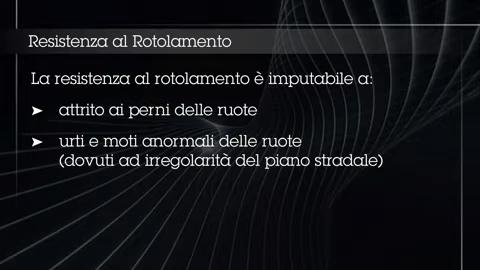 Resistenza al Rotolamento
La resistenza al rotolamento è imputabile a:
➤ attrito ai perni delle ruote
➤ urti e moti anormali delle ruote
(dovuti ad irregolarità del piano stradale)